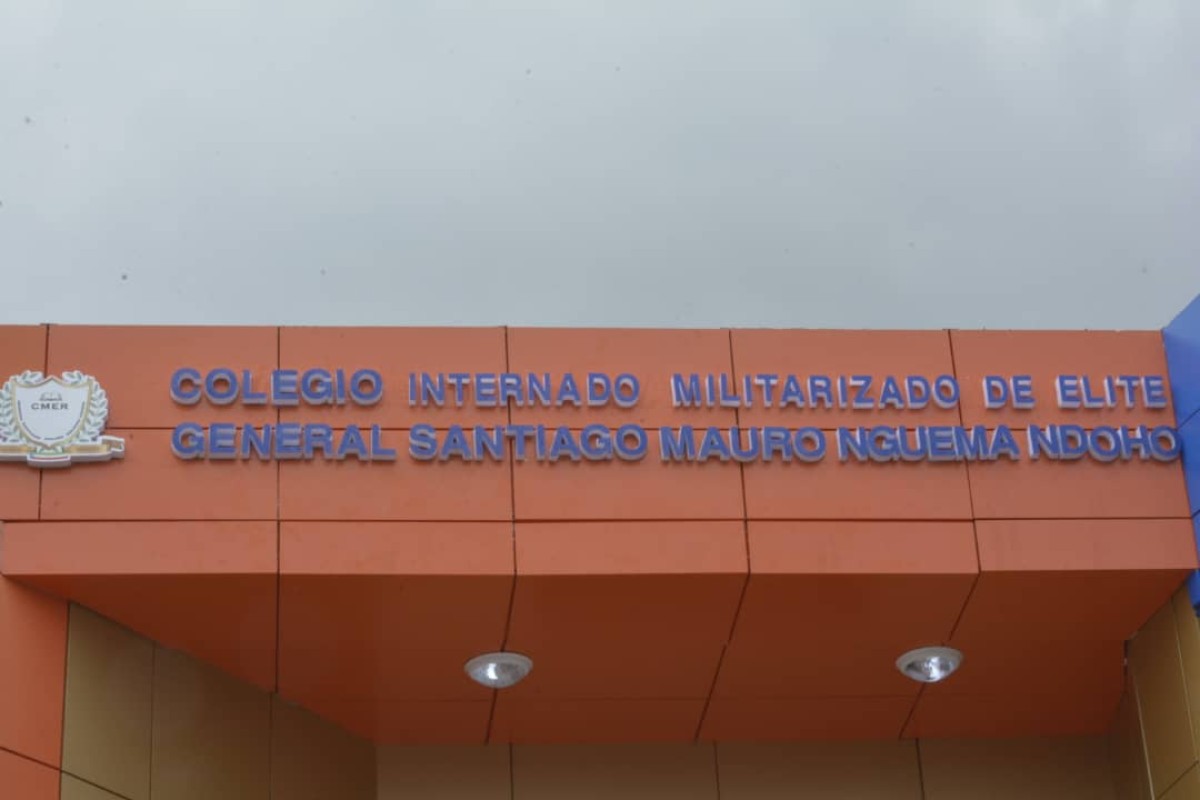 COLEGIO INTERNADO MILITARIZADO DE ELITE
GENERAL SANTIAGO MAURO NGUEMA NDOHO
CMER